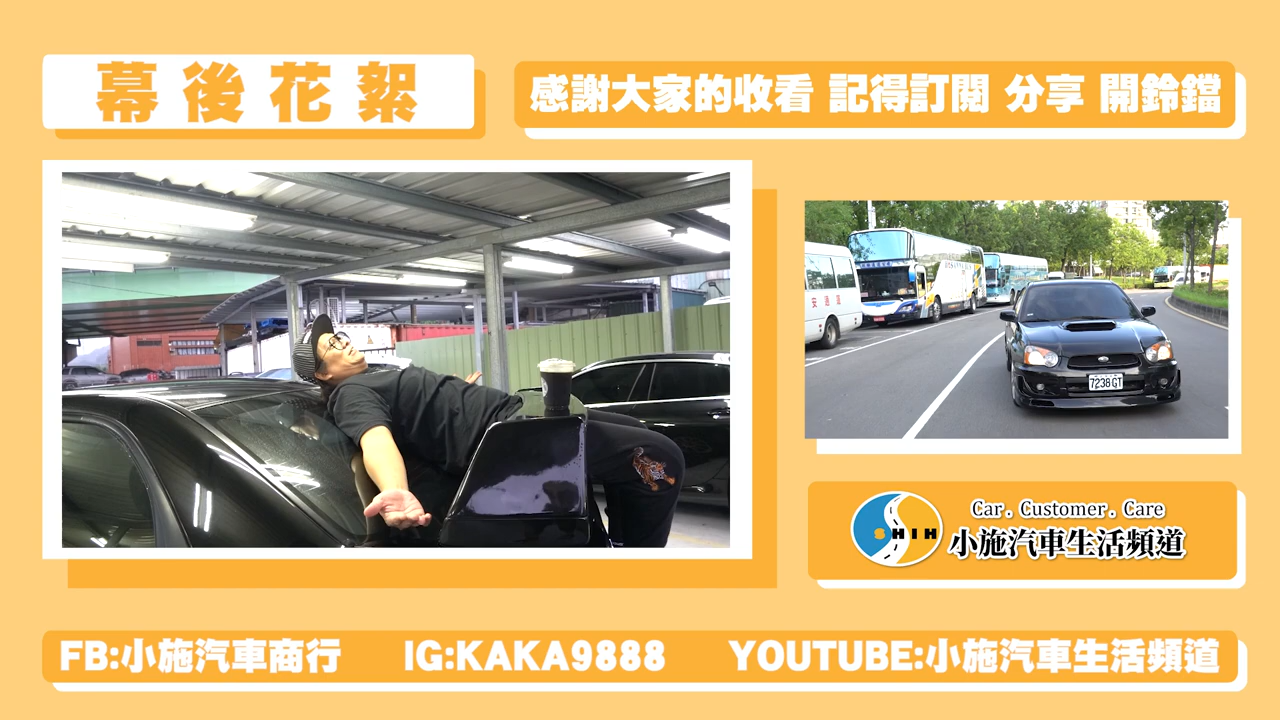 幕後花絮
感謝大家的收看 記得訂閱 分享 開鈴鐺
7238 GT
SHIH
Car . Customer . Care
小施汽車生活頻道
FB:小施汽車商行 IG:KAKA9888 YOUTUBE:小施汽車生活頻道